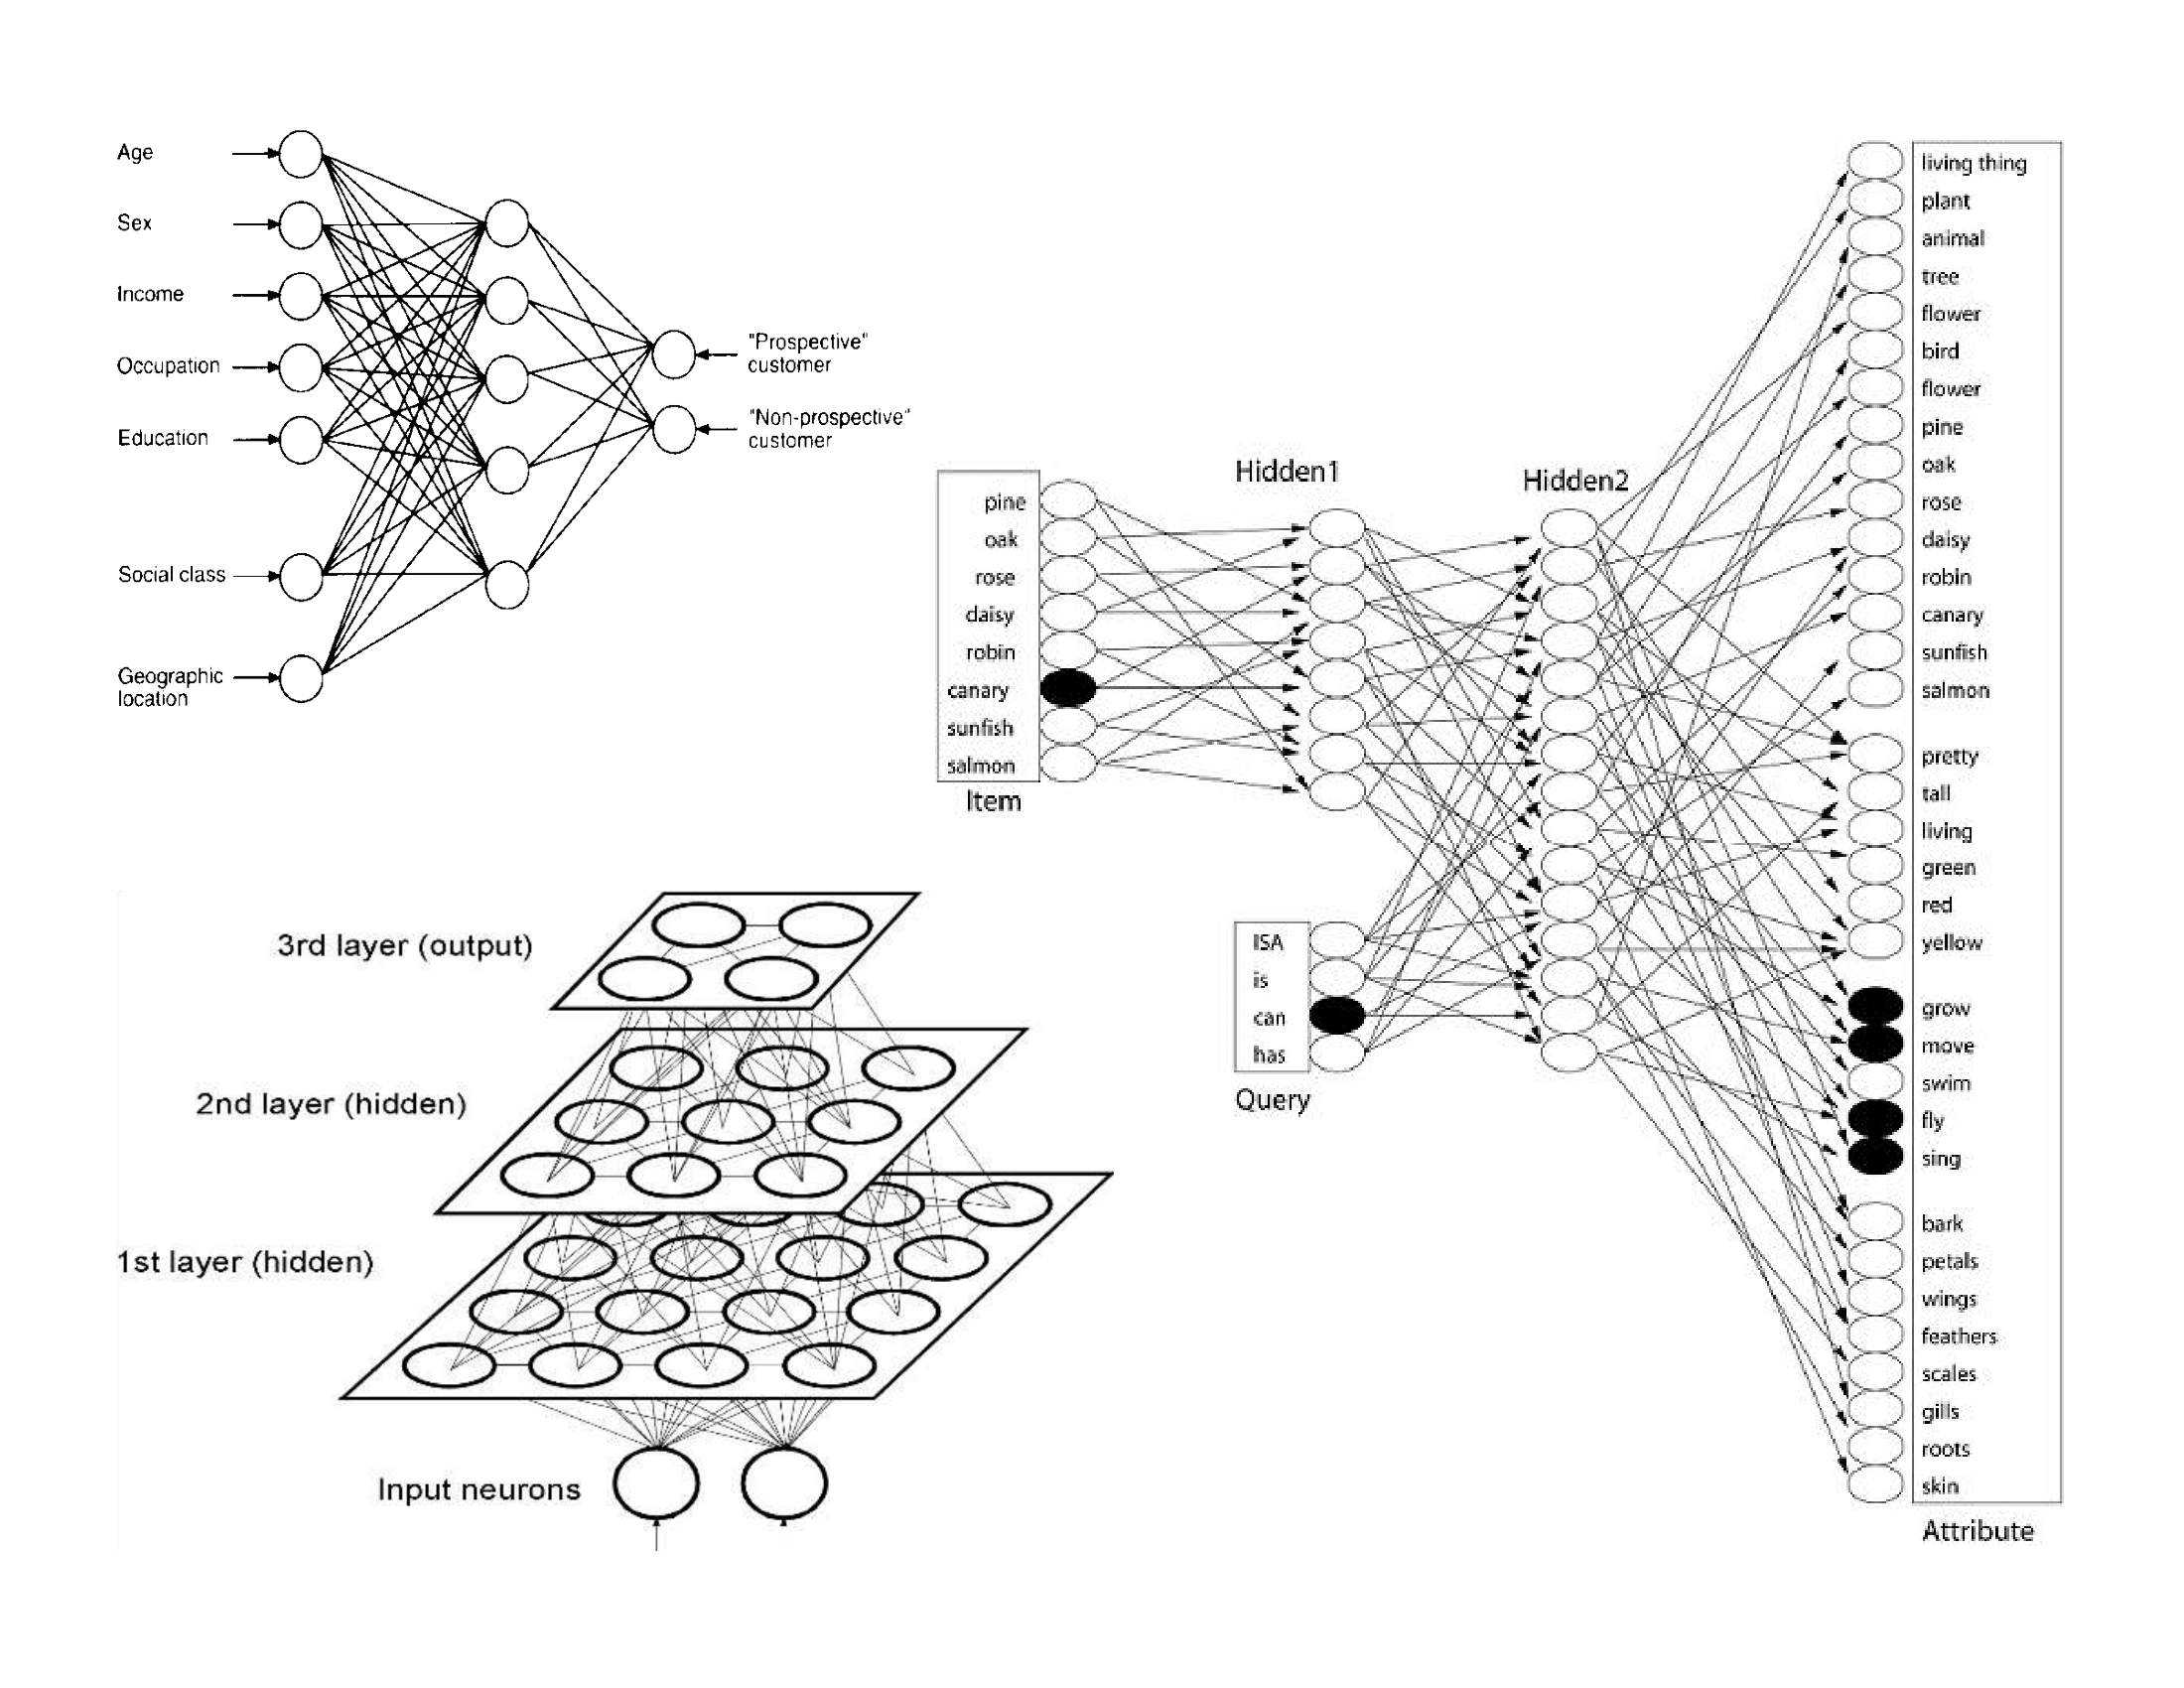 Age
Sex
Income
Occupation
Education
Social class
Geographic
location
"Prospective"
customer
"Non-prospective"
customer
pine
oak
rose
daisy
robin
canary
sunfish
salmon
Item
Hidden1
Hidden2
ISA
is
can
has
Query
living thing
plant
animal
tree
flower
bird
flower
pine
oak
rose
daisy
robin
canary
sunfish
salmon
pretty
tall
living
green
red
yellow
grow
move
swim
fly
sing
bark
petals
wings
feathers
scales
gills
roots
skin
Attribute
3rd layer (output)
2nd layer (hidden)
1st layer (hidden)
Input neurons